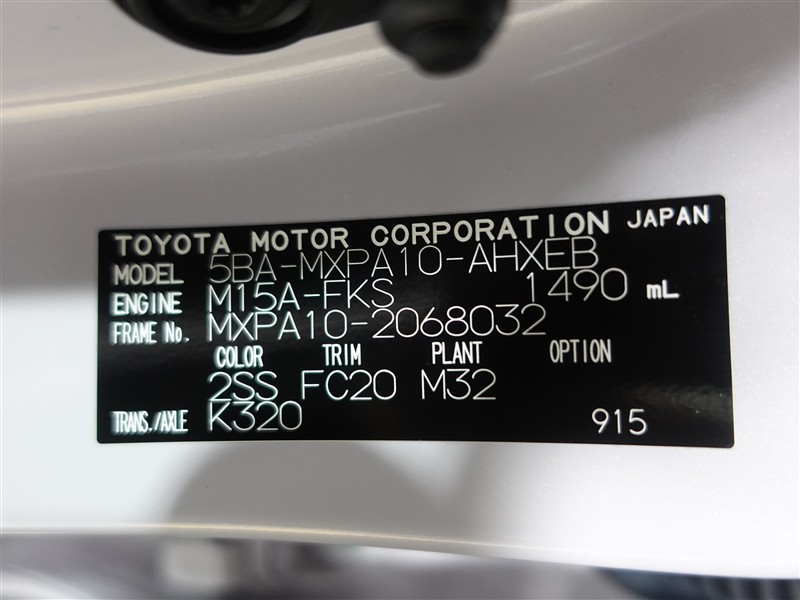 TOYOTA MOTOR CORPORATION JAPAN
MODEL 5BA-MXPA10-AHXEB
ENGINE M15A-FKS 1490 mL
FRAME No. MXPA10-2068032
COLOR TRIM PLANT OPTION
2SS FC20 M32
TRANS./AXLE K320 915